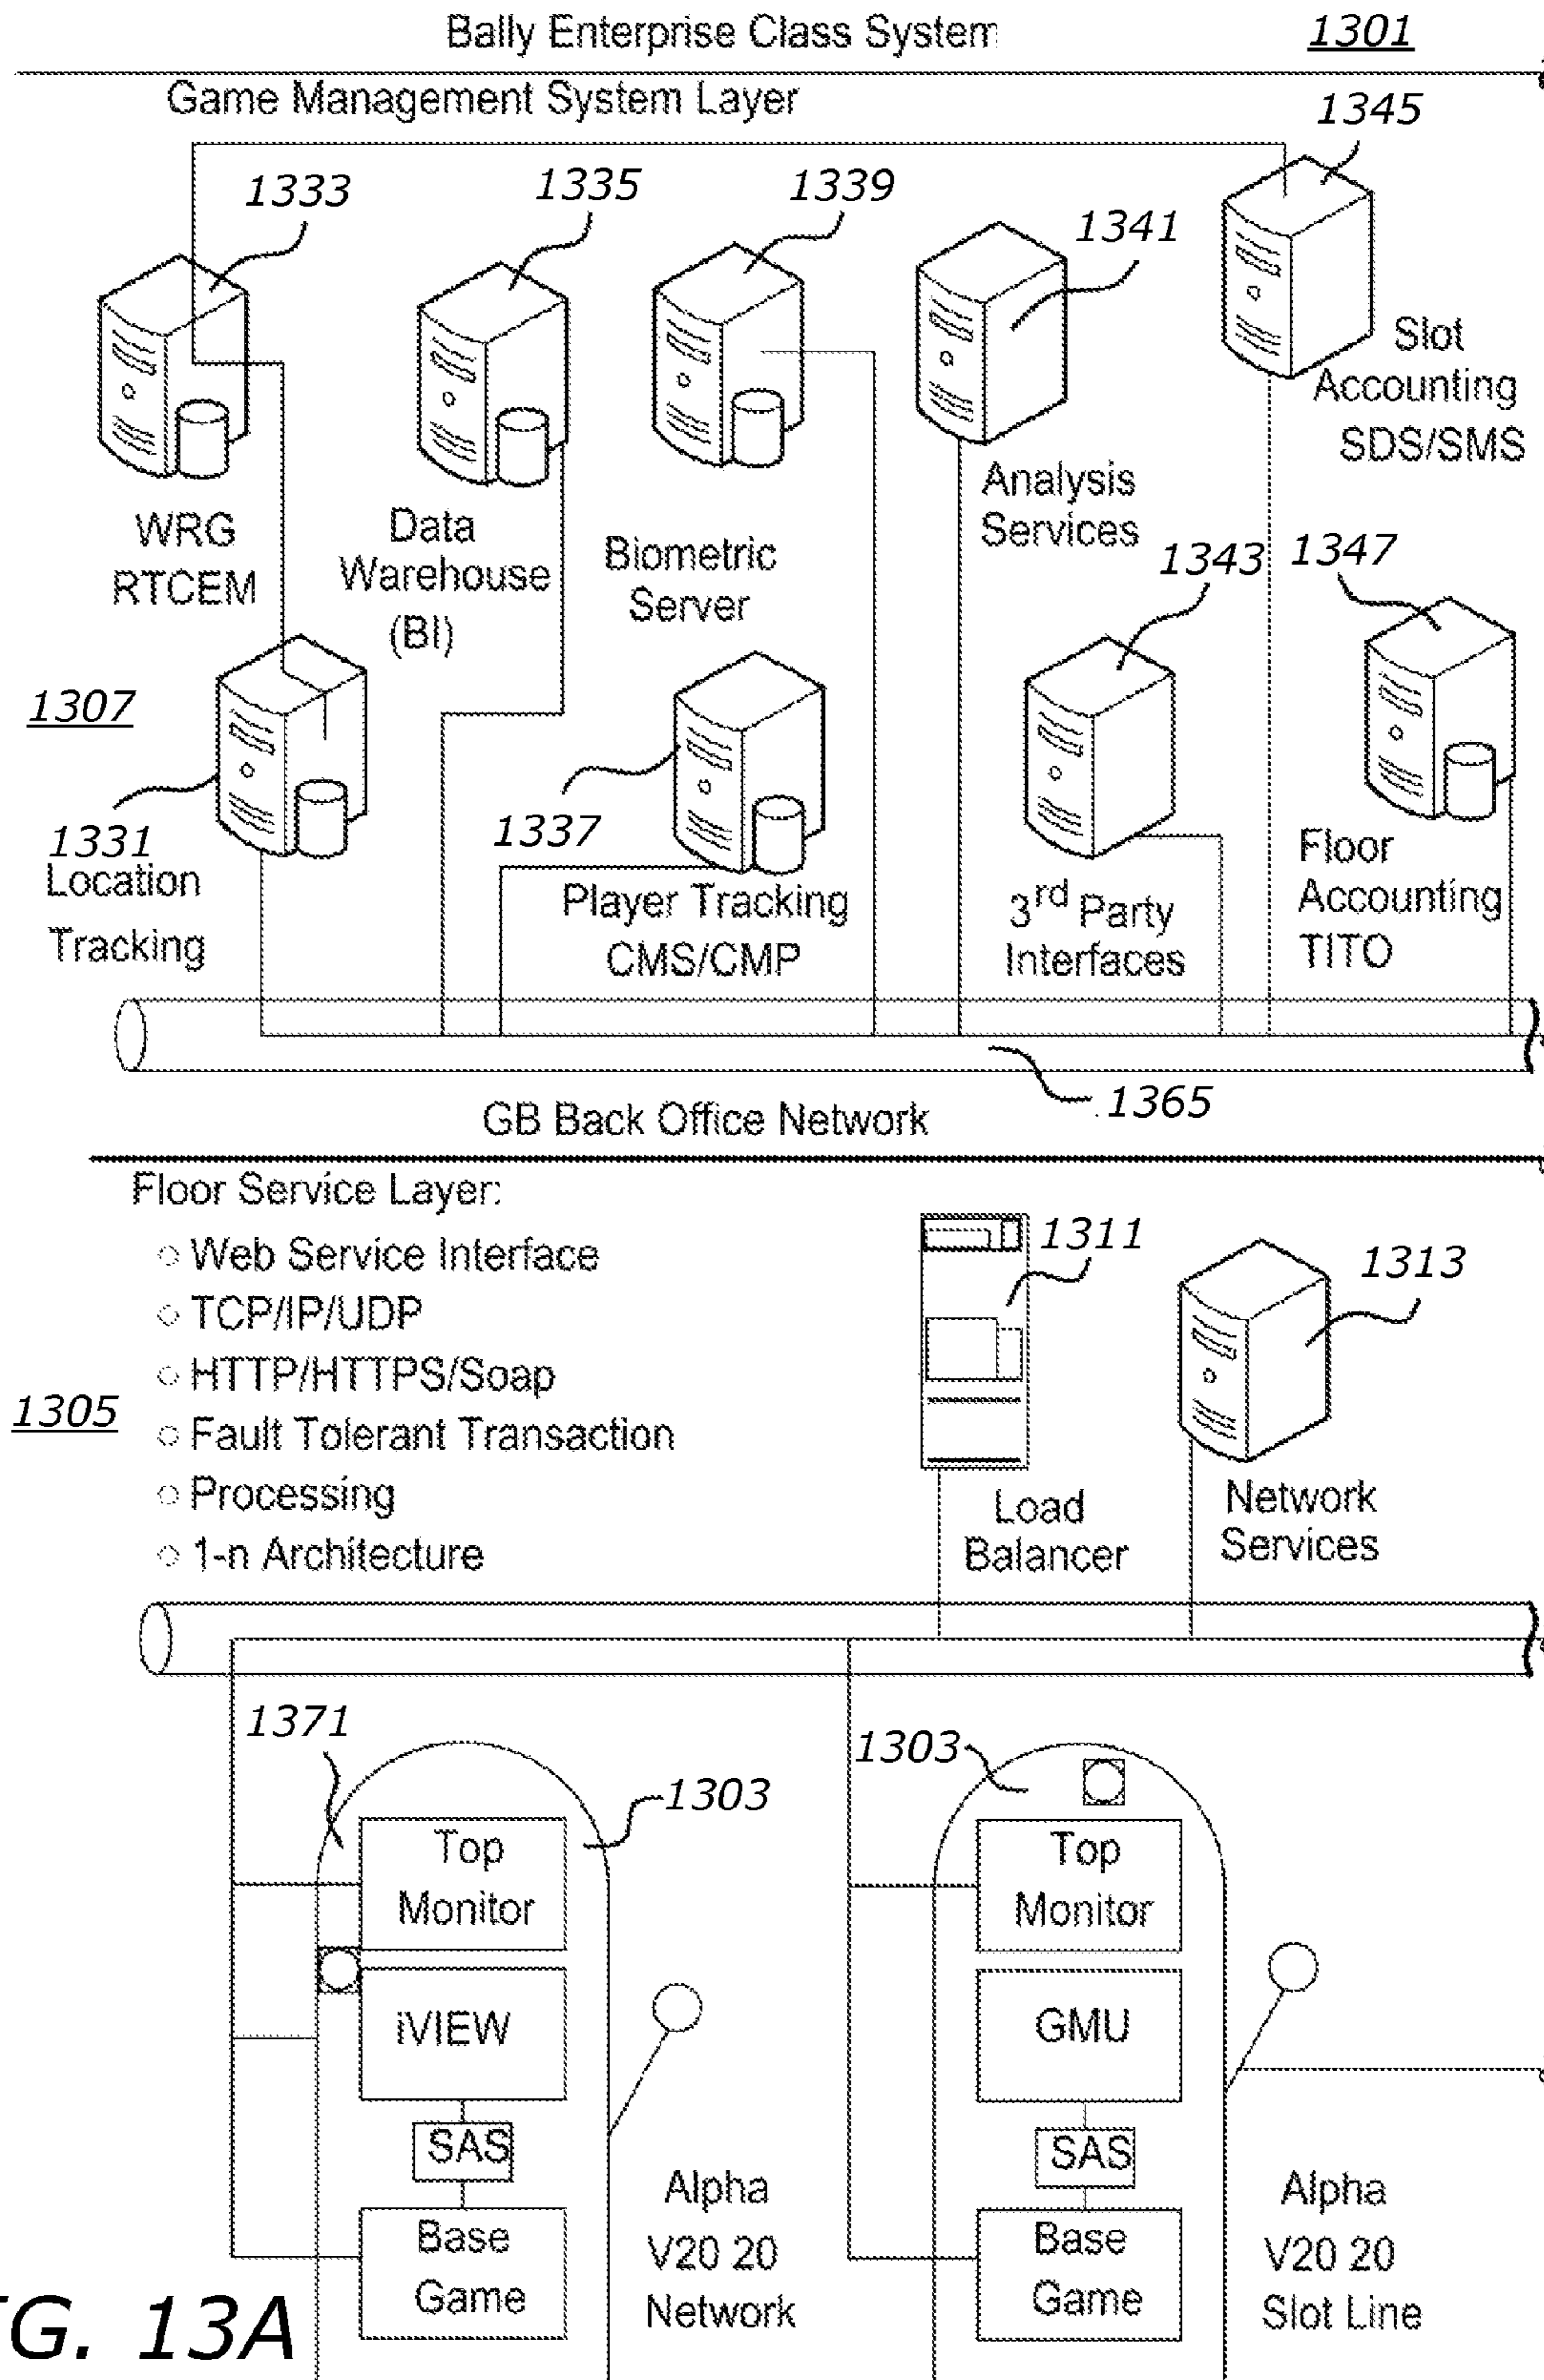 Bally Enterprise Class System
1301
Game Management System Layer
1345
1333
1335
1339
1341
Slot
Accounting
SDS/SMS
WRG
RTCEM
Data
Warehouse
(BI)
Biometric
Server
Analysis
Services
1343
1347
1307
1331
Location
Tracking
1337
Player Tracking
CMS/CMP
3rd Party
Interfaces
Floor
Accounting
TITO
1365
GB Back Office Network
Floor Service Layer:
Web Service Interface
TCP/IP/UDP
HTTP/HTTPS/Soap
Fault Tolerant Transaction
Processing
1-n Architecture
1305
1311
1313
Load
Balancer
Network
Services
1371
1303
Top
Monitor
iVIEW
SAS
Base
Game
Alpha
V20 20
Network
1303
Top
Monitor
GMU
SAS
Base
Game
Alpha
V20 20
Slot Line
G. 13A